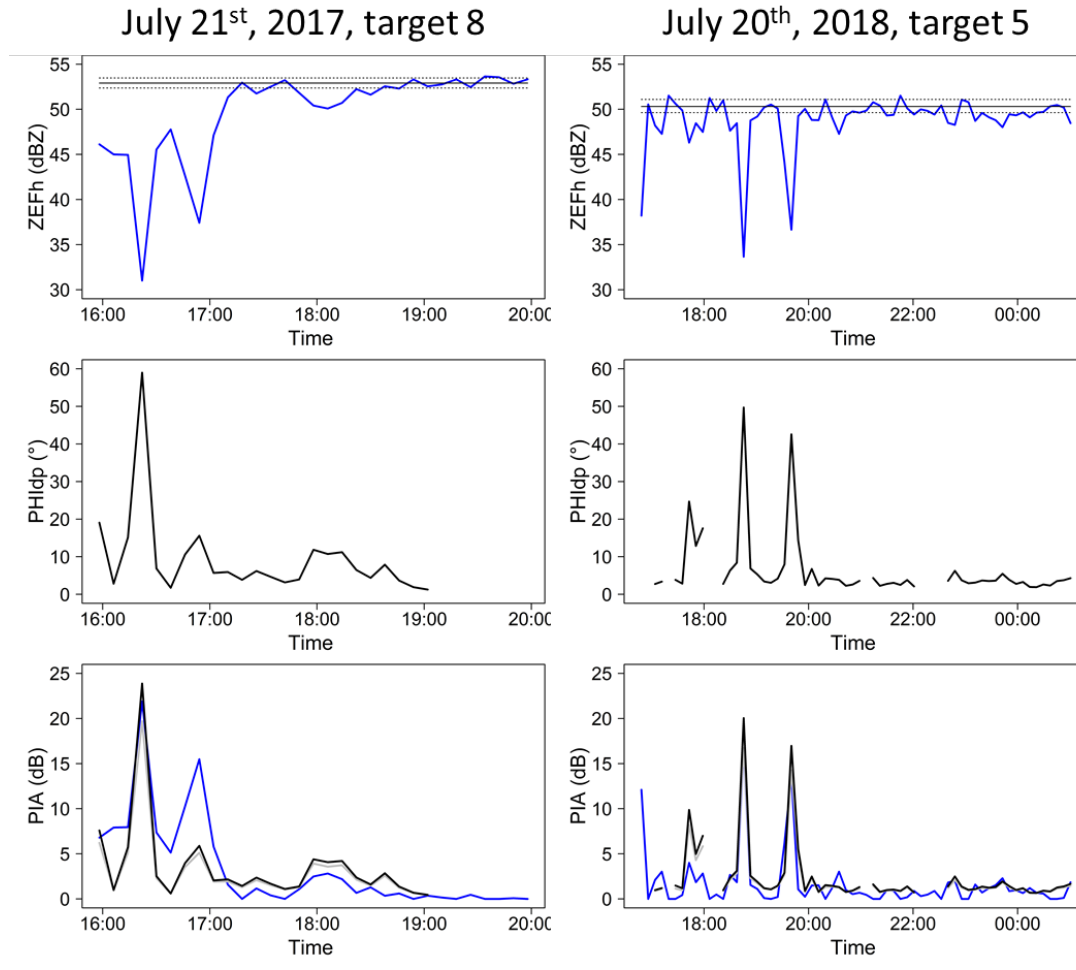 July 21st, 2017, target 8
55
50
45
40
35
30
ZEFh (dBZ)
16:00 17:00 18:00 19:00 20:00
Time
60
50
40
30
20
10
0
PHIdp (°)
16:00 17:00 18:00 19:00 20:00
Time
25
20
15
10
5
0
PIA (dB)
16:00 17:00 18:00 19:00 20:00
Time
July 20th, 2018, target 5
55
50
45
40
35
30
ZEFh (dBZ)
18:00 20:00 22:00 00:00
Time
60
50
40
30
20
10
0
PHIdp (°)
18:00 20:00 22:00 00:00
Time
25
20
15
10
5
0
PIA (dB)
18:00 20:00 22:00 00:00
Time